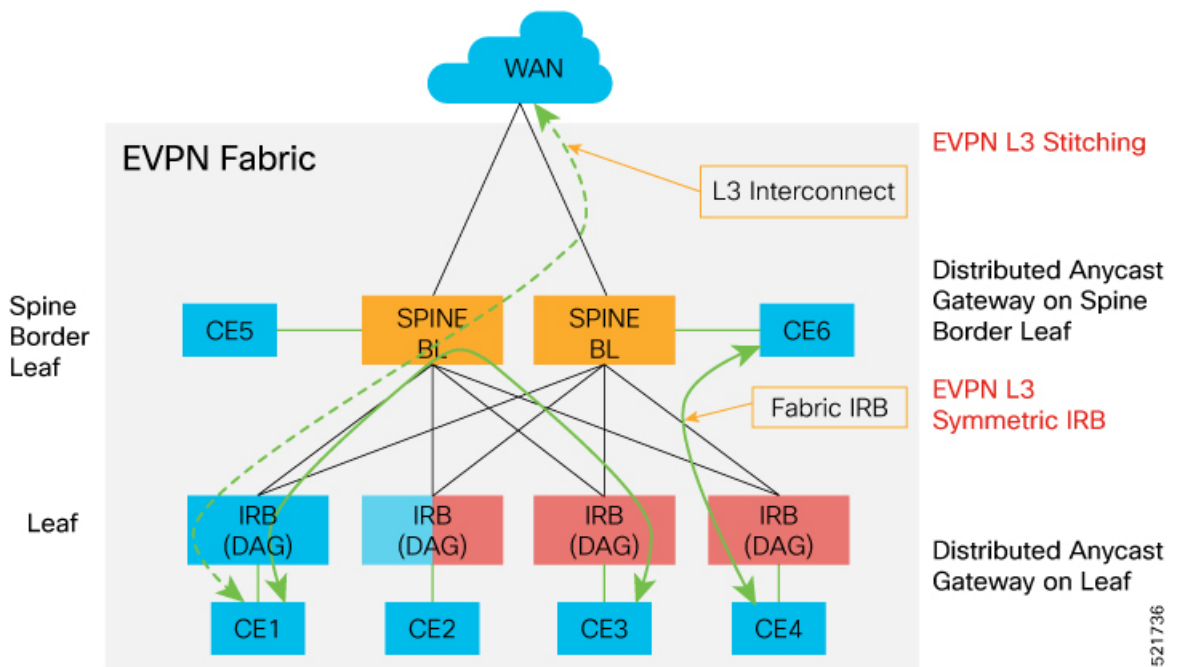 WAN
EVPN Fabric
EVPN L3 Stitching
L3 Interconnect
Spine
Border
Leaf
CE5
SPINE
BL
SPINE
BL
CE6
Distributed Anycast
Gateway on Spine
Border Leaf
Fabric IRB
EVPN L3
Symmetric IRB
Leaf
IRB
(DAG)
IRB
(DAG)
IRB
(DAG)
IRB
(DAG)
Distributed Anycast
Gateway on Leaf
CE1
CE2
CE3
CE4
521736